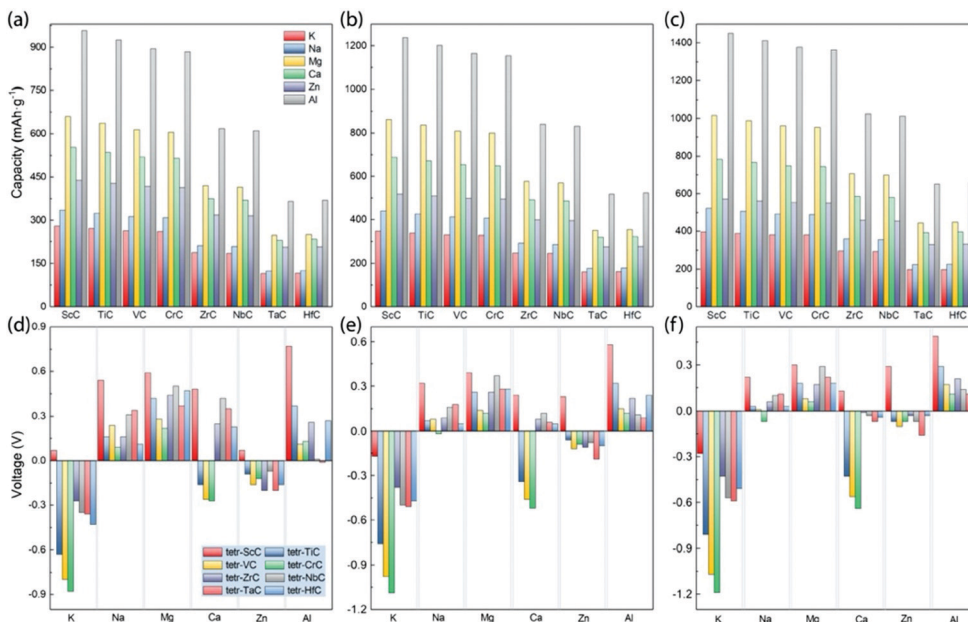 (a)
Capacity (mAh·g⁻¹)
900
750
600
450
300
150
0
K
Na
Mg
Ca
Zn
Al
ScC TiC VC CrC ZrC NbC TaC HfC
(b)
1200
1000
800
600
400
200
0
ScC TiC VC CrC ZrC NbC TaC HfC
(c)
1400
1200
1000
800
600
400
200
0
ScC TiC VC CrC ZrC NbC TaC HfC
(d)
Voltage (V)
0.9
0.6
0.3
0.0
-0.3
-0.6
-0.9
tetr-ScC tetr-TiC
tetr-VC tetr-CrC
tetr-ZrC tetr-NbC
tetr-TaC tetr-HfC
K Na Mg Ca Zn Al
(e)
0.6
0.3
0.0
-0.3
-0.6
-0.9
-1.2
K Na Mg Ca Zn Al
(f)
0.3
0.0
-0.3
-0.6
-0.9
-1.2
K Na Mg Ca Zn Al